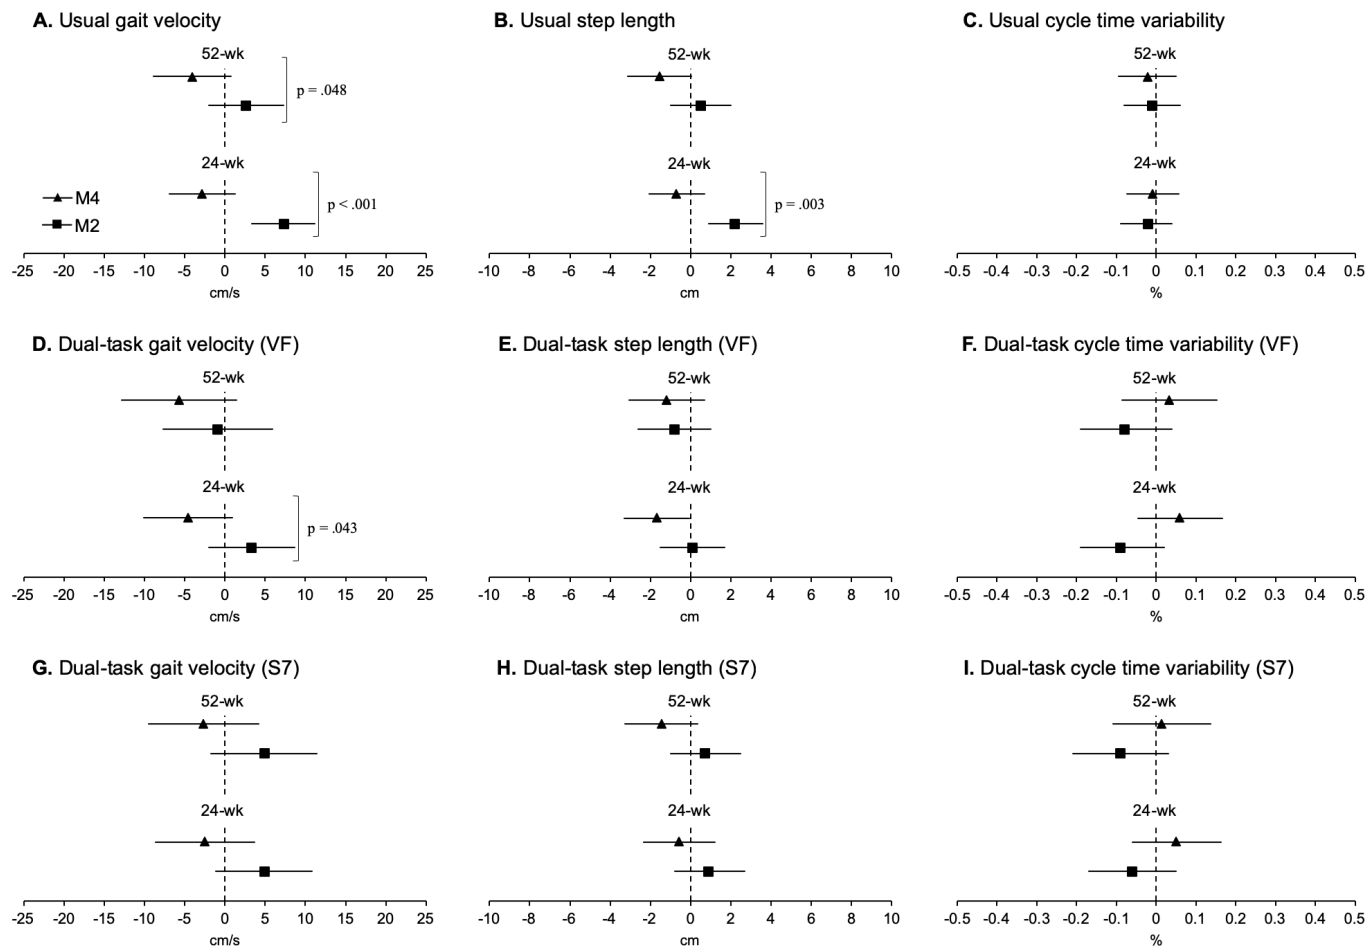 A. Usual gait velocity
52-wk
p = .048
24-wk
M4
p < .001
M2
-25 -20 -15 -10 -5 0 5 10 15 20 25
cm/s
B. Usual step length
52-wk
24-wk
p = .003
-10 -8 -6 -4 -2 0 2 4 6 8 10
cm
C. Usual cycle time variability
52-wk
24-wk
-0.5 -0.4 -0.3 -0.2 -0.1 0 0.1 0.2 0.3 0.4 0.5
%
D. Dual-task gait velocity (VF)
52-wk
24-wk
p = .043
-25 -20 -15 -10 -5 0 5 10 15 20 25
cm/s
E. Dual-task step length (VF)
52-wk
24-wk
-10 -8 -6 -4 -2 0 2 4 6 8 10
cm
F. Dual-task cycle time variability (VF)
52-wk
24-wk
-0.5 -0.4 -0.3 -0.2 -0.1 0 0.1 0.2 0.3 0.4 0.5
%
G. Dual-task gait velocity (S7)
52-wk
24-wk
-25 -20 -15 -10 -5 0 5 10 15 20 25
cm/s
H. Dual-task step length (S7)
52-wk
24-wk
-10 -8 -6 -4 -2 0 2 4 6 8 10
cm
I. Dual-task cycle time variability (S7)
52-wk
24-wk
-0.5 -0.4 -0.3 -0.2 -0.1 0 0.1 0.2 0.3 0.4 0.5
%